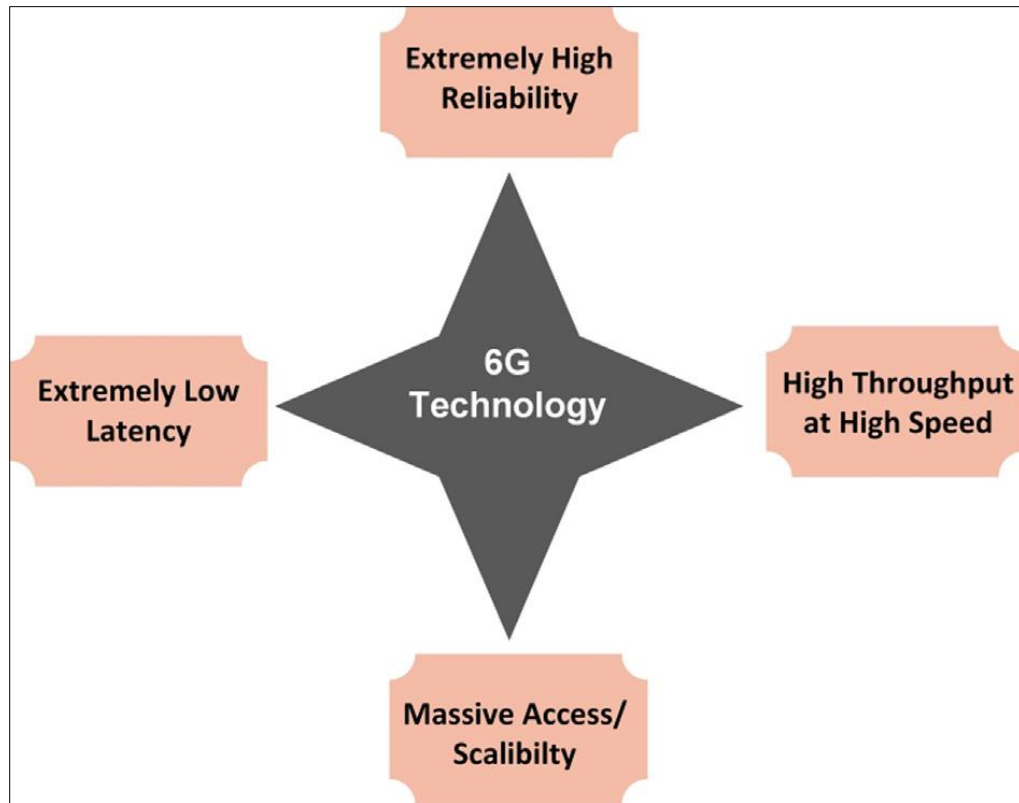 Extremely High
Reliability
6G
Technology
Extremely Low
Latency
High Throughput
at High Speed
Massive Access/
Scalibilty